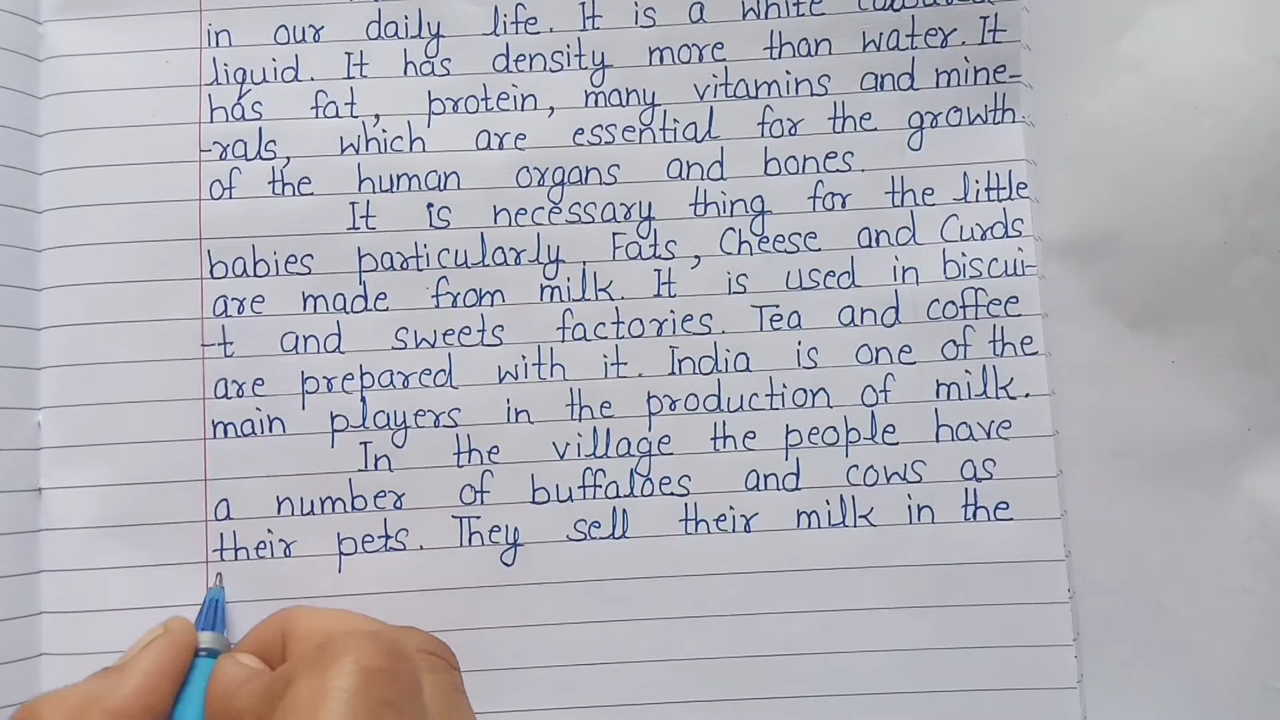 in our daily life. It is a white
liquid. It has density more than water. It
has fat, protein, many vitamins and mine-
-rals, which are essential for the growth
of the human organs and bones.
It is necessary thing for the little
babies particularly. Fats, Cheese and Curds
are made from milk. It is used in biscui-
-t and sweets factories. Tea and coffee
are prepared with it. India is one of the
main players in the production of milk.
In the village the people have
a number of buffaloes and cows as
their pets. They sell their milk in the